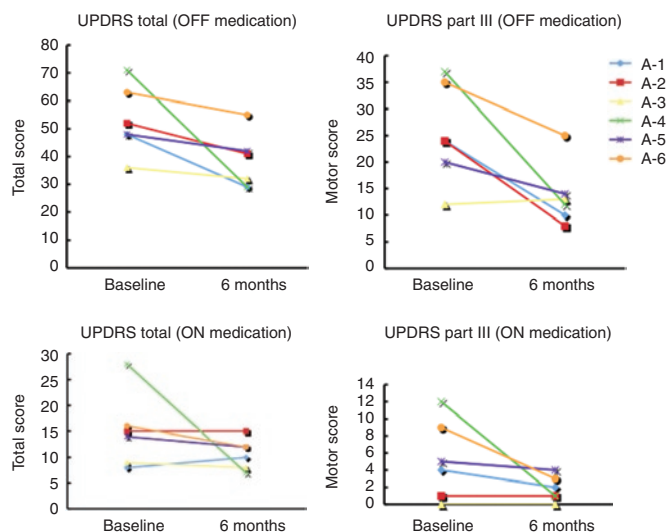 UPDRS total (OFF medication)
Total score
80
70
60
50
40
30
20
10
0
Baseline
6 months
UPDRS part III (OFF medication)
Motor score
40
35
30
25
20
15
10
5
0
Baseline
6 months
A-1
A-2
A-3
A-4
A-5
A-6
UPDRS total (ON medication)
Total score
30
25
20
15
10
5
0
Baseline
6 months
UPDRS part III (ON medication)
Motor score
14
12
10
8
6
4
2
0
Baseline
6 months